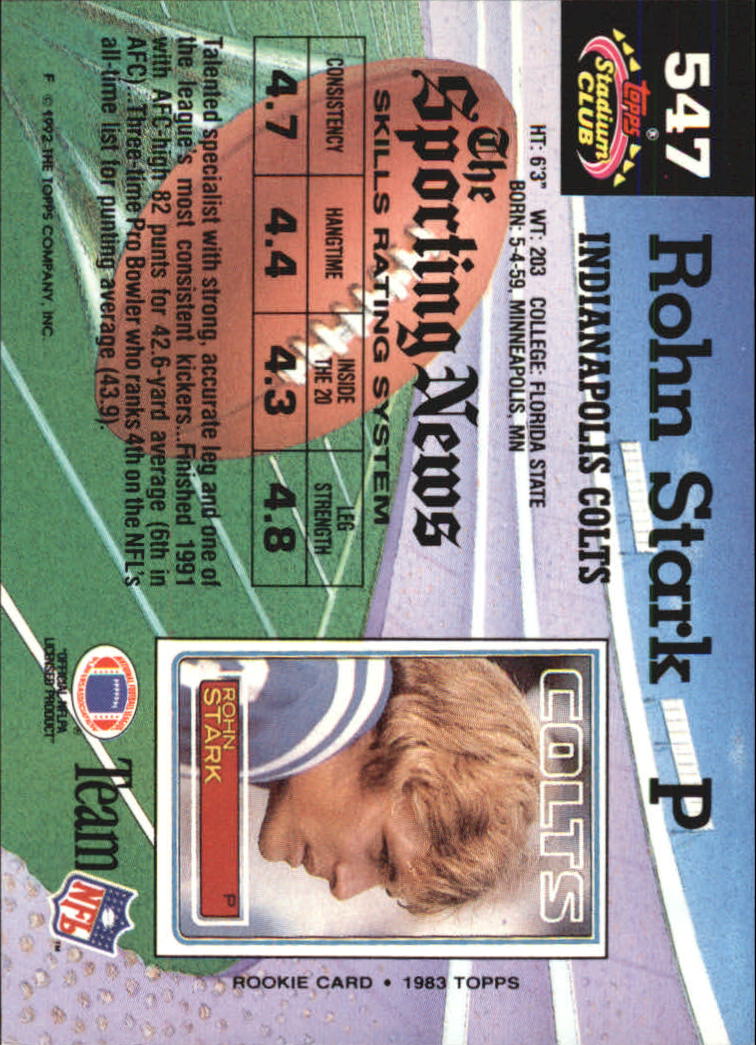 547
Topps®
Stadium
CLUB
Rohn Stark P
INDIANAPOLIS COLTS
HT: 6'3" WT: 203 COLLEGE: FLORIDA STATE
BORN: 5-4-59, MINNEAPOLIS, MN
The
Sporting News
SKILLS RATING SYSTEM
CONSISTENCY HANGTIME INSIDE THE 20 LEG STRENGTH
4.7 4.4 4.3 4.8
Talented specialist with strong, accurate leg and one of
the league's most consistent kickers...Finished 1991
with AFC-high 82 punts for 42.6-yard average (6th in
AFC)...Three-time Pro Bowler who ranks 4th on the NFL's
all-time list for punting average (43.9).
F © 1992 THE TOPPS COMPANY, INC.
COLTS
ROHN
STARK
P
ROOKIE CARD • 1983 TOPPS
"OFFICIAL NFLPA
LICENSED PRODUCT"
Team
NFL
™